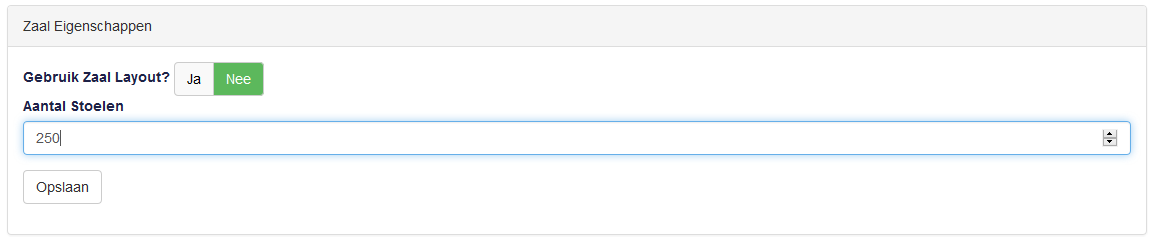 Zaal Eigenschappen
Gebruik Zaal Layout? Ja Nee
Aantal Stoelen
250
Opslaan